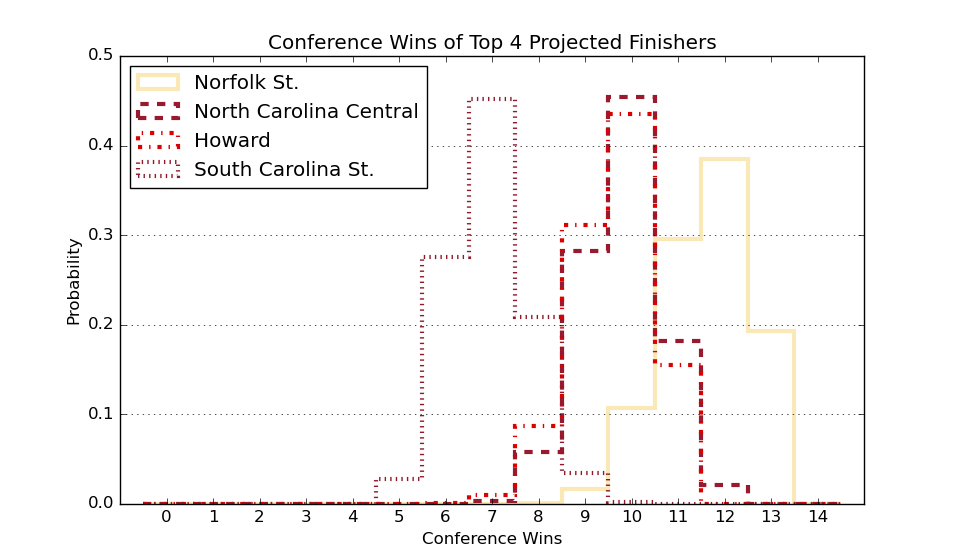 Conference Wins of Top 4 Projected Finishers
0.5
Norfolk St.
North Carolina Central
Howard
South Carolina St.
0.4
0.3
Probability
0.2
0.1
0.0
0 1 2 3 4 5 6 7 8 9 10 11 12 13 14
Conference Wins